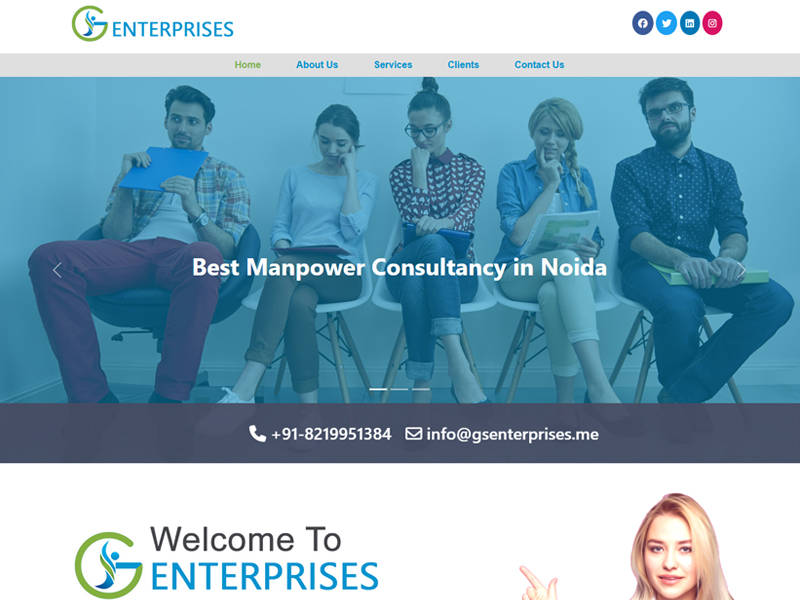 ENTERPRISES
Home About Us Services Clients Contact Us
Best Manpower Consultancy in Noida
+91-8219951384 info@gsenterprises.me
Welcome To
ENTERPRISES